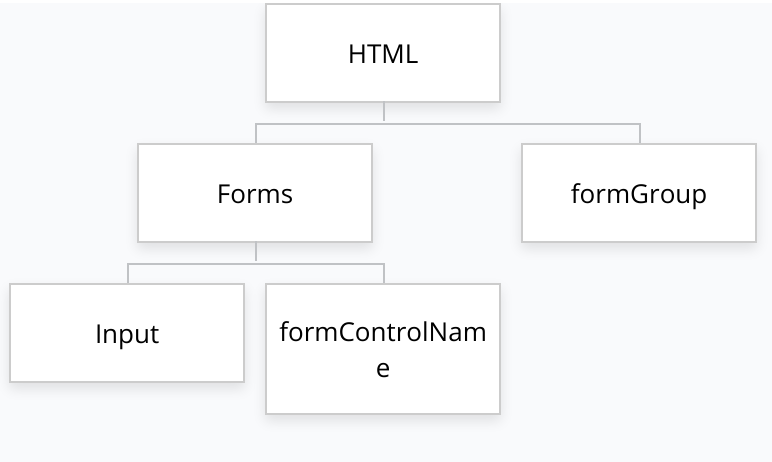 HTML
Forms
formGroup
Input
formControlNam
e